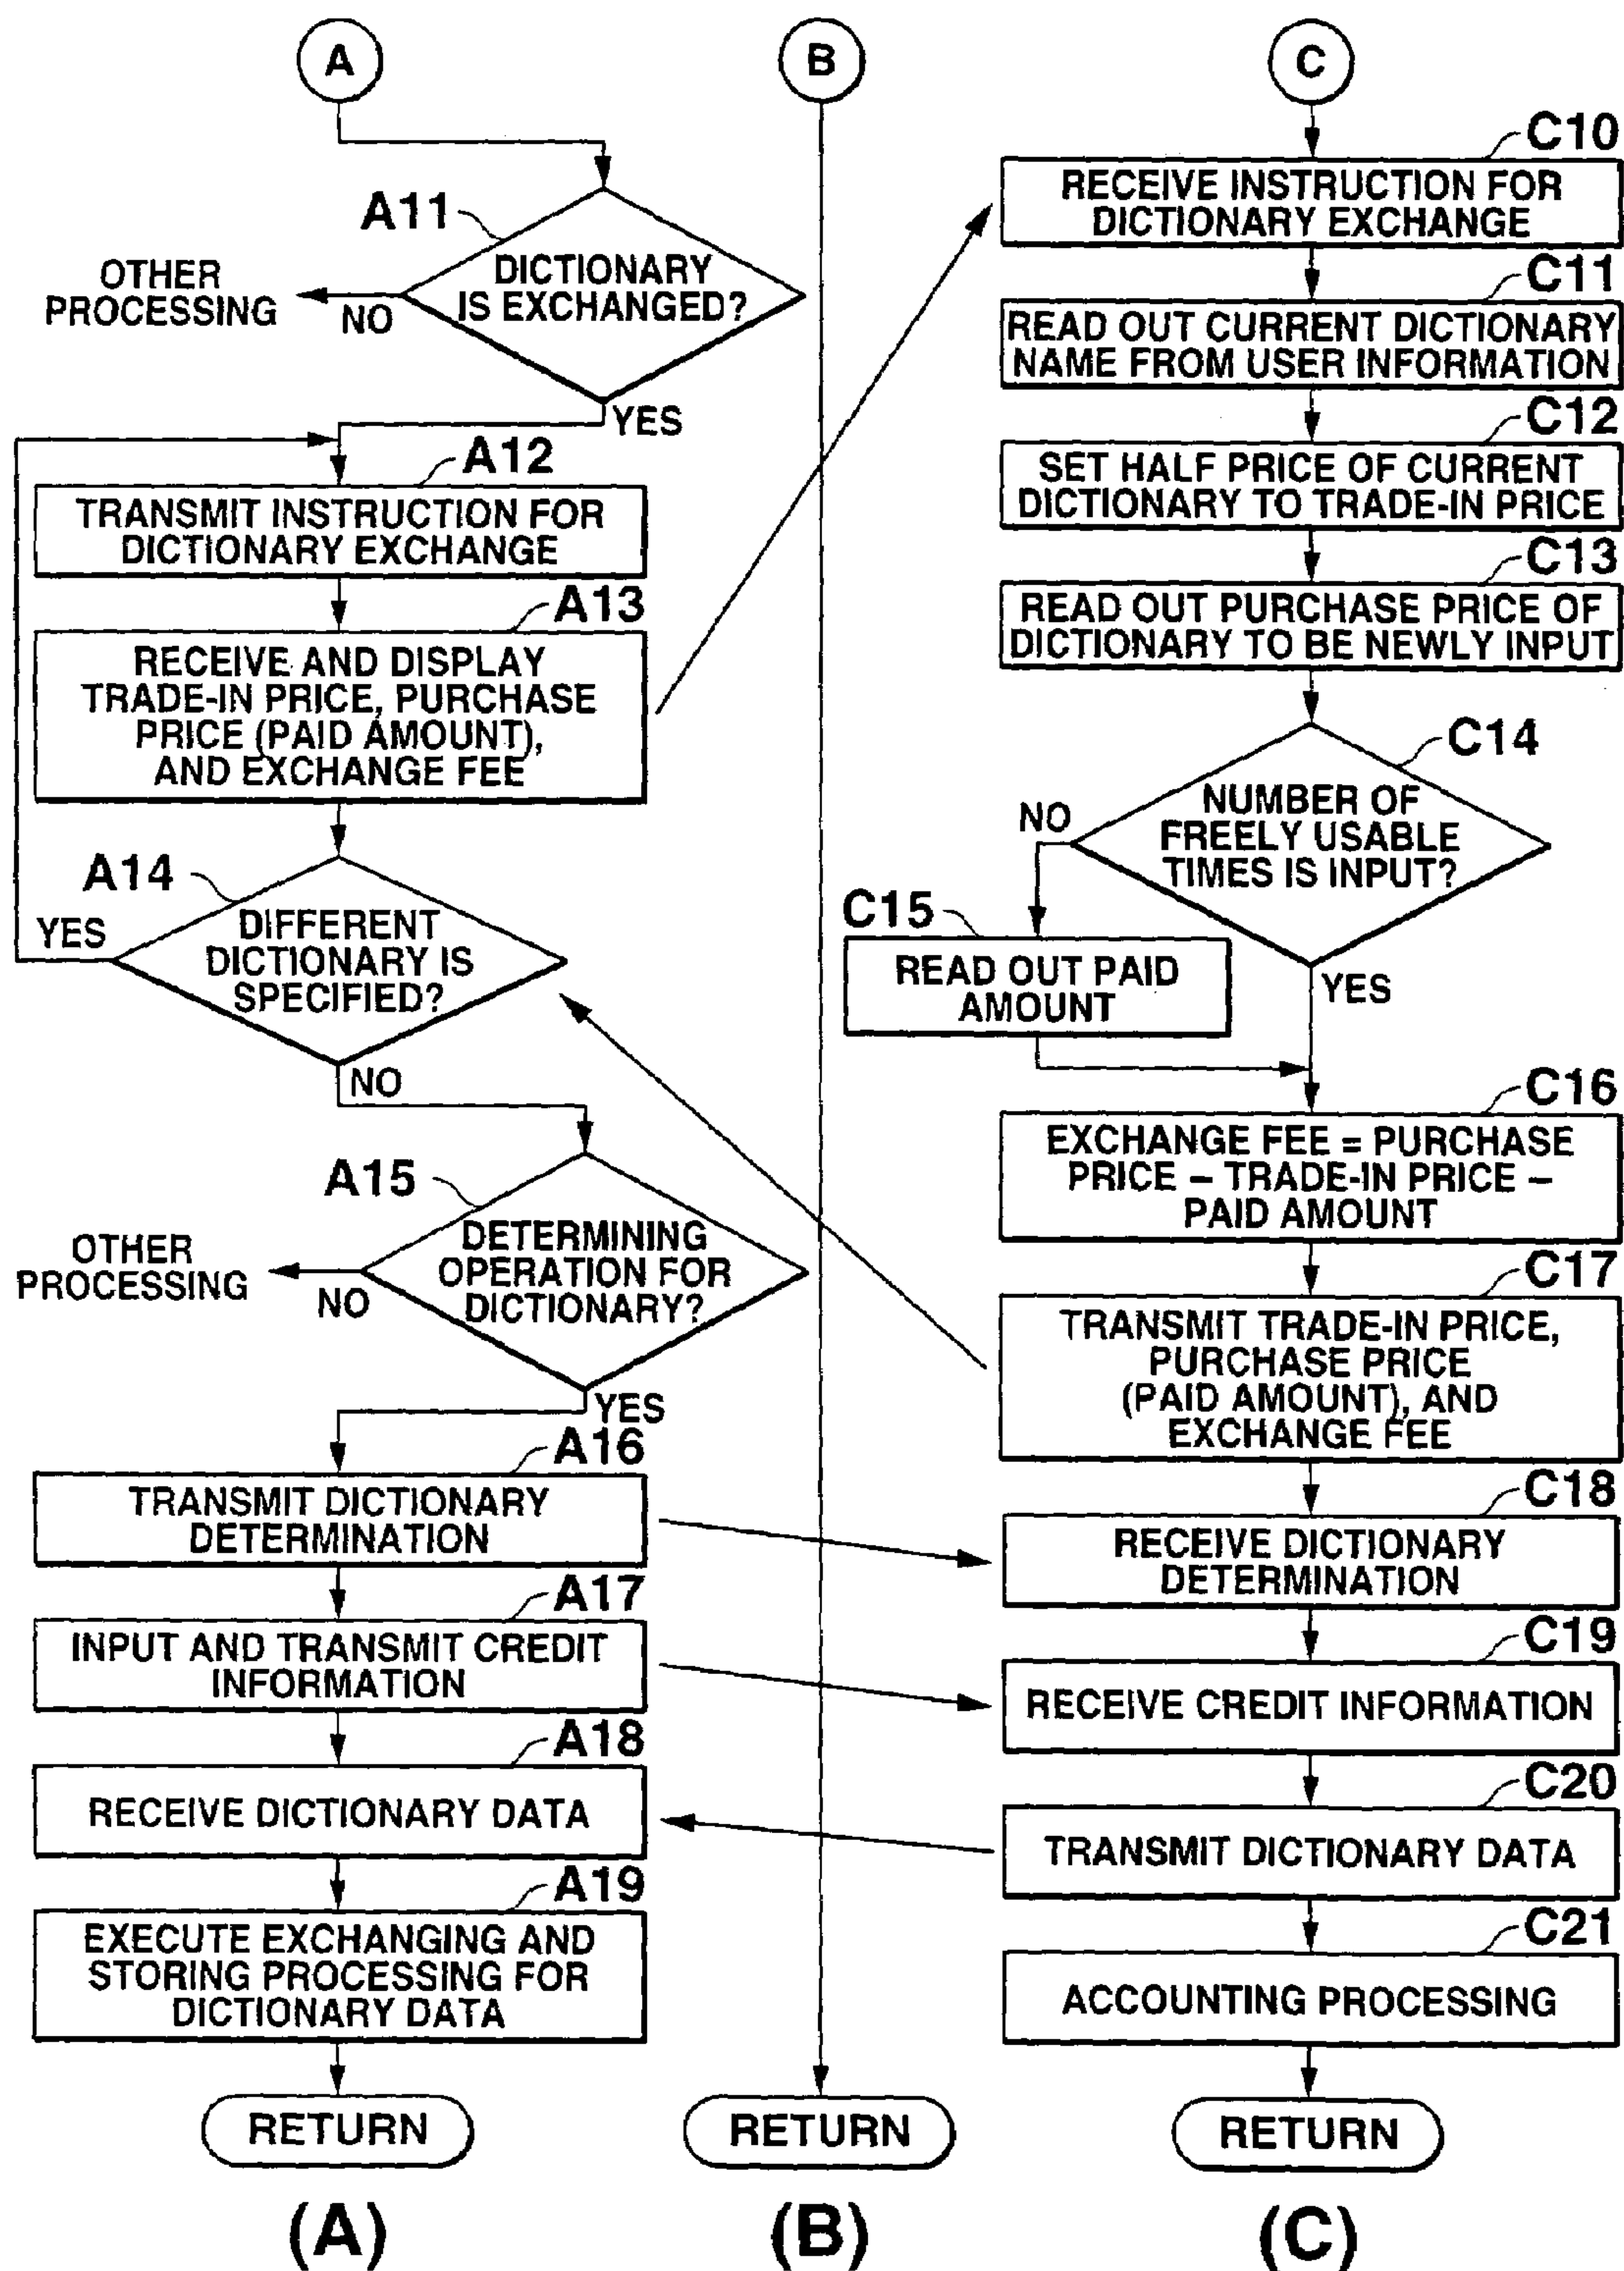 A
A11
DICTIONARY
IS EXCHANGED?
OTHER
PROCESSING
NO
YES
A12
TRANSMIT INSTRUCTION FOR
DICTIONARY EXCHANGE
A13
RECEIVE AND DISPLAY
TRADE-IN PRICE, PURCHASE
PRICE (PAID AMOUNT),
AND EXCHANGE FEE
A14
DIFFERENT
DICTIONARY IS
SPECIFIED?
YES
NO
A15
DETERMINING
OPERATION FOR
DICTIONARY?
OTHER
PROCESSING
NO
YES
A16
TRANSMIT DICTIONARY
DETERMINATION
A17
INPUT AND TRANSMIT CREDIT
INFORMATION
A18
RECEIVE DICTIONARY DATA
A19
EXECUTE EXCHANGING AND
STORING PROCESSING FOR
DICTIONARY DATA
RETURN
(A)
B
RETURN
(B)
C
C10
RECEIVE INSTRUCTION FOR
DICTIONARY EXCHANGE
C11
READ OUT CURRENT DICTIONARY
NAME FROM USER INFORMATION
C12
SET HALF PRICE OF CURRENT
DICTIONARY TO TRADE-IN PRICE
C13
READ OUT PURCHASE PRICE OF
DICTIONARY TO BE NEWLY INPUT
C14
NUMBER OF
FREELY USABLE
TIMES IS INPUT?
NO
YES
C15
READ OUT PAID
AMOUNT
C16
EXCHANGE FEE = PURCHASE
PRICE – TRADE-IN PRICE –
PAID AMOUNT
C17
TRANSMIT TRADE-IN PRICE,
PURCHASE PRICE
(PAID AMOUNT), AND
EXCHANGE FEE
C18
RECEIVE DICTIONARY
DETERMINATION
C19
RECEIVE CREDIT INFORMATION
C20
TRANSMIT DICTIONARY DATA
C21
ACCOUNTING PROCESSING
RETURN
(C)